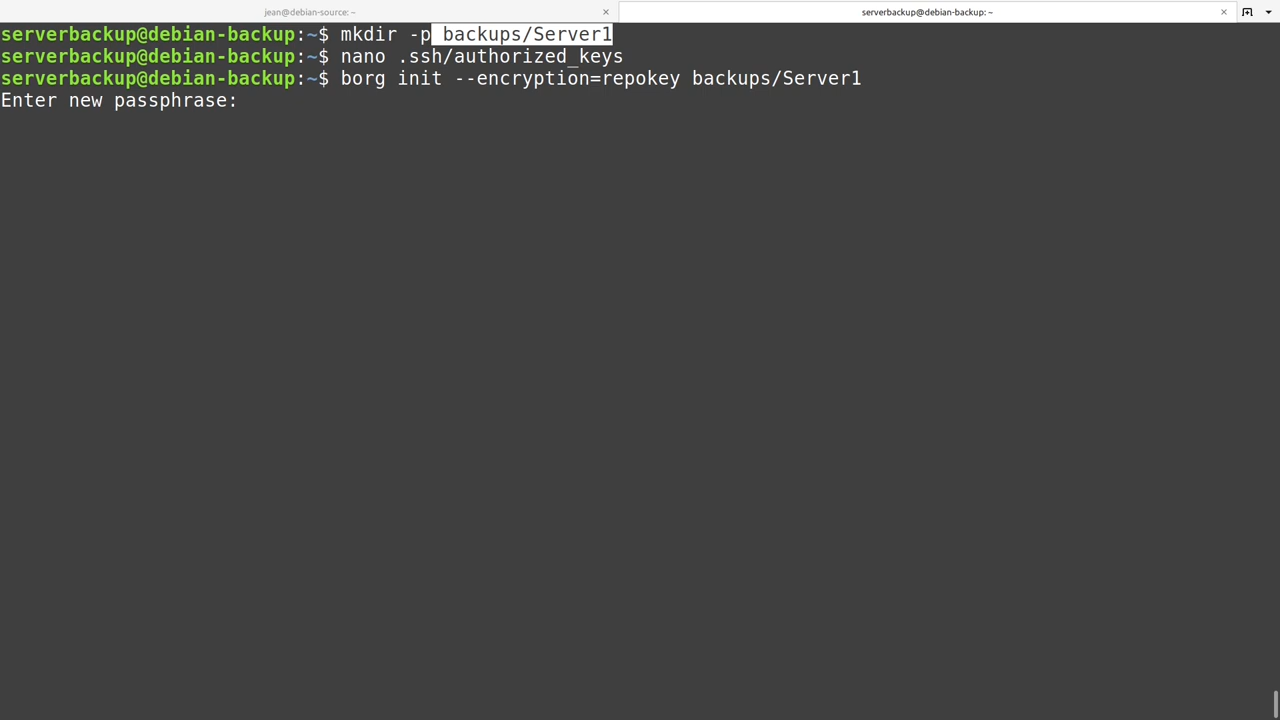 jean@debian-source: ~ × serverbackup@debian-backup: ~ ×
serverbackup@debian-backup:~$ mkdir -p backups/Server1
serverbackup@debian-backup:~$ nano .ssh/authorized_keys
serverbackup@debian-backup:~$ borg init --encryption=repokey backups/Server1
Enter new passphrase: